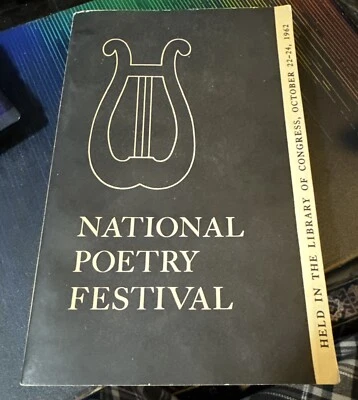 NATIONAL
POETRY
FESTIVAL
HELD IN THE LIBRARY OF CONGRESS, OCTOBER 22-24, 1962